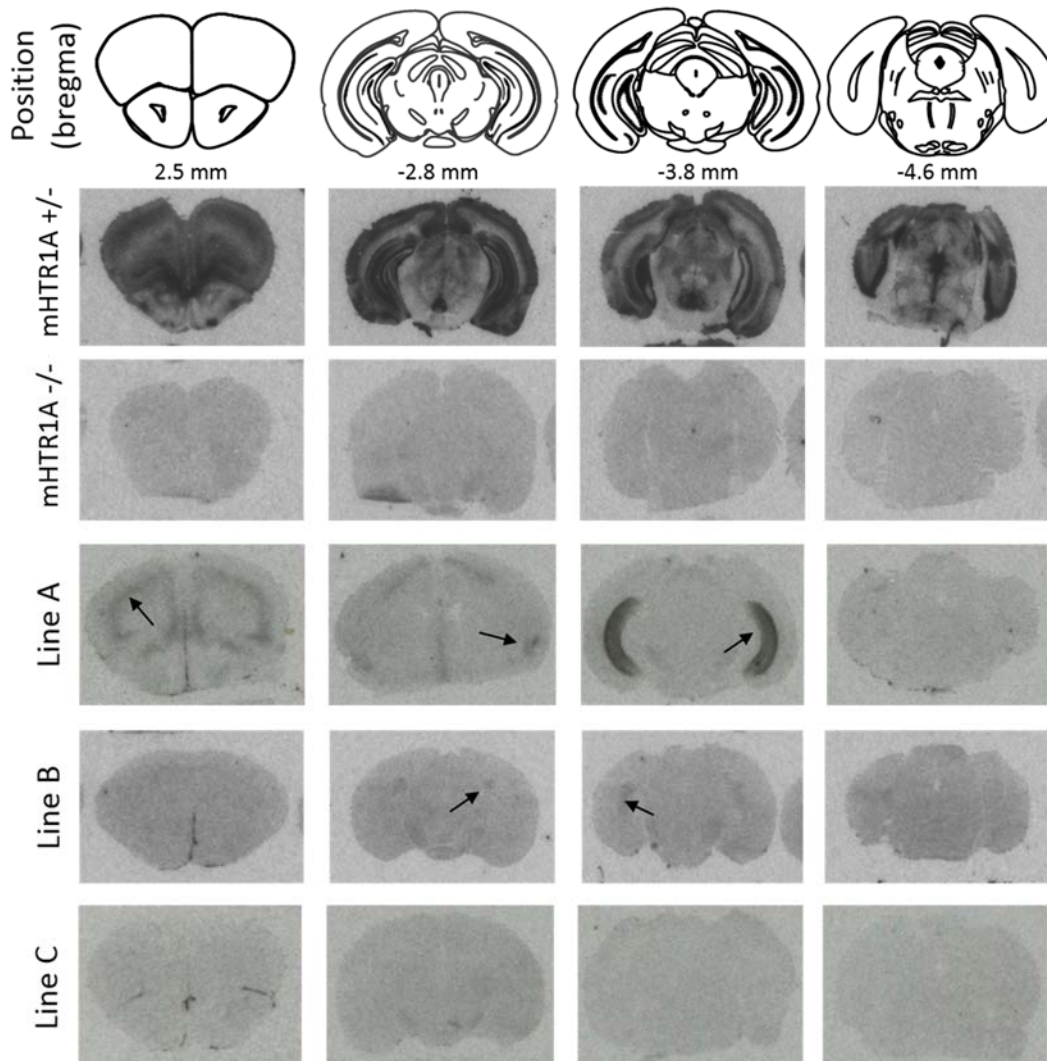 Position
(bregma)
2.5 mm
-2.8 mm
-3.8 mm
-4.6 mm
mHTR1A +/-
mHTR1A -/-
Line A
Line B
Line C